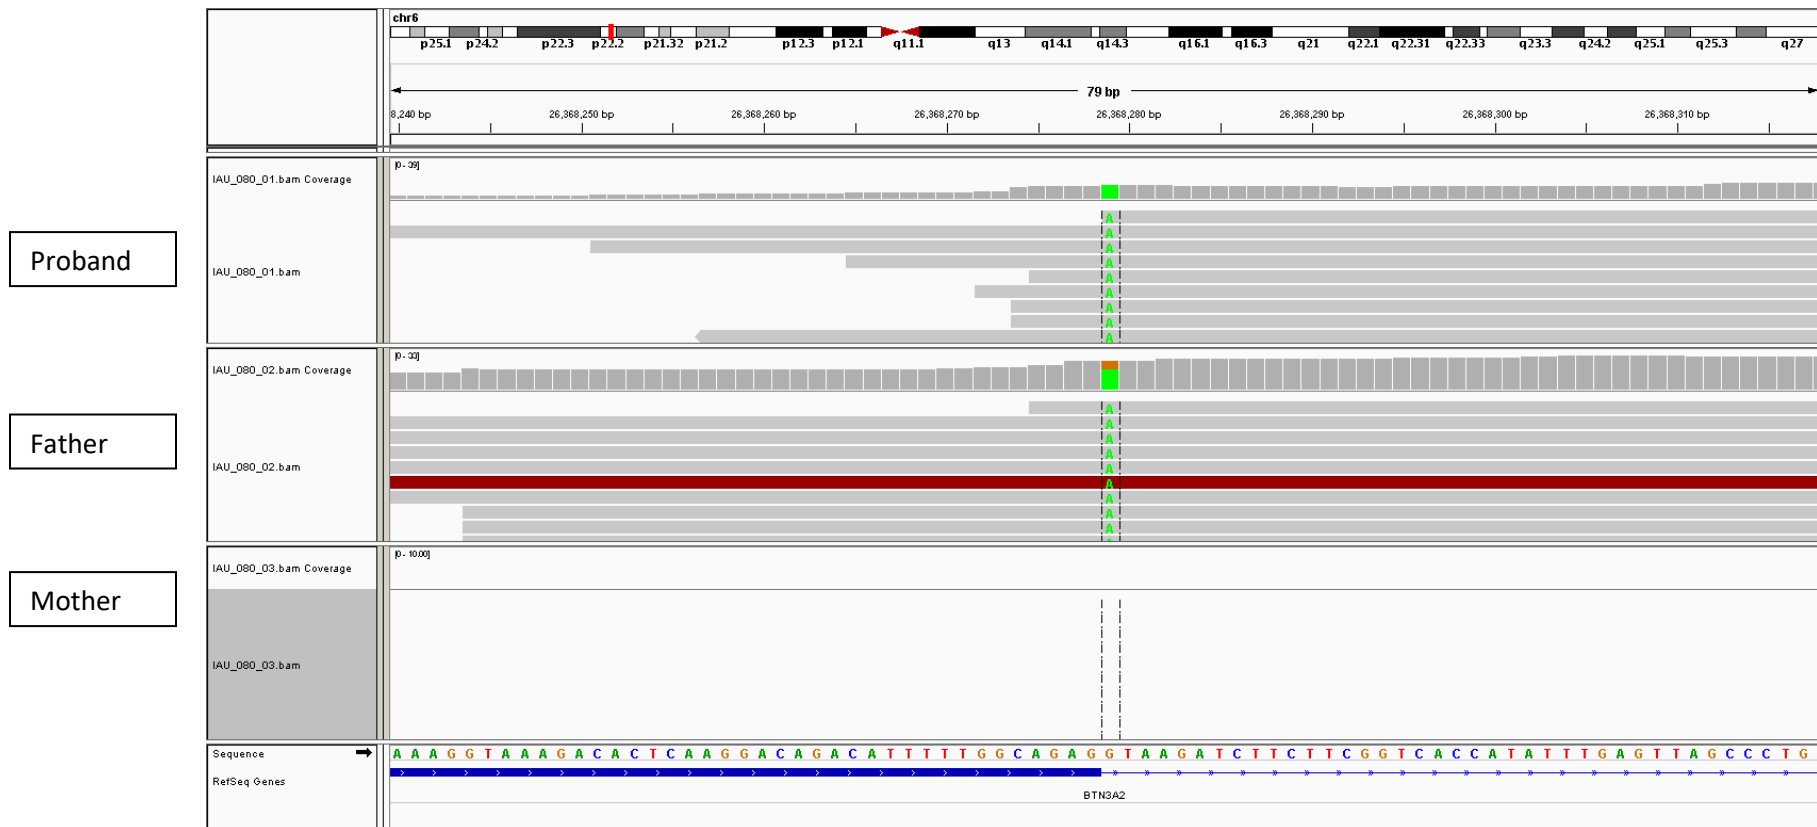 chr6
p25.1 p24.2 p22.3 p22.2 p21.32 p21.2 p12.3 p12.1 q11.1 q13 q14.1 q14.3 q16.1 q16.3 q21 q22.1 q22.31 q22.33 q23.3 q24.2 q25.1 q25.3 q27
79 bp
8,240 bp 26,368,250 bp 26,368,260 bp 26,368,270 bp 26,368,280 bp 26,368,290 bp 26,368,300 bp 26,368,310 bp
[0 - 39]
IAU_080_01.bam Coverage
Proband
IAU_080_01.bam
A
A
A
A
A
A
A
A
A
[0 - 33]
IAU_080_02.bam Coverage
Father
IAU_080_02.bam
A
A
A
A
A
A
A
A
A
[0 - 10.00]
IAU_080_03.bam Coverage
Mother
IAU_080_03.bam
Sequence
A A A G G T A A A G A C A C T C A A G G A C A G A C A T T T T T G G C A G A G G T A A G A T C T T C T T C G G T C A C C A T A T T T G A G T T A G C C C T G
RefSeq Genes
BTN3A2